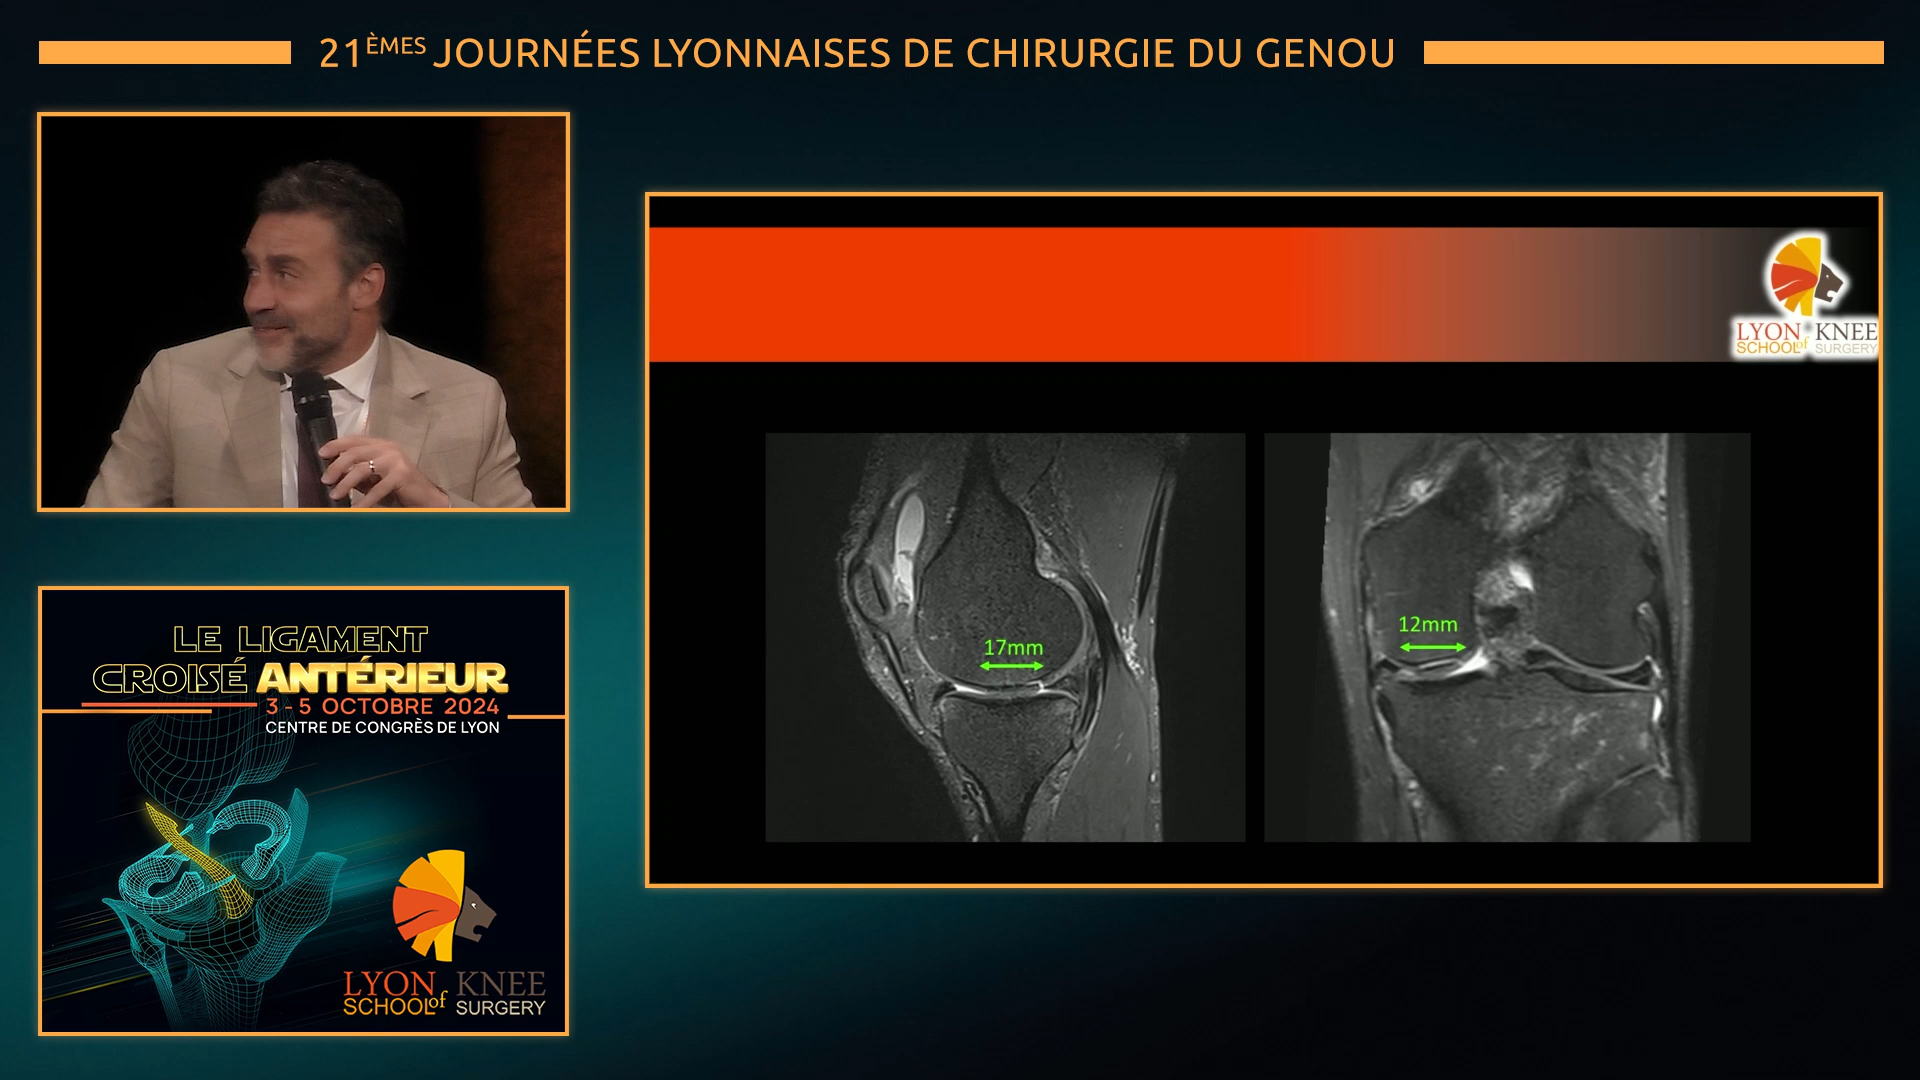 21ÈMES JOURNÉES LYONNAISES DE CHIRURGIE DU GENOU
LYON KNEE
SCHOOL of SURGERY
17mm
12mm
LE LIGAMENT
CROISÉ ANTÉRIEUR
3 - 5 OCTOBRE 2024
CENTRE DE CONGRÈS DE LYON
LYON KNEE
SCHOOL of SURGERY